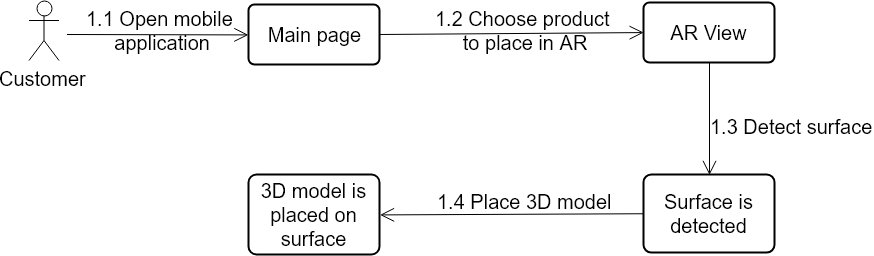 1.1 Open mobile
application
Customer
Main page
1.2 Choose product
to place in AR
AR View
1.3 Detect surface
Surface is
detected
1.4 Place 3D model
3D model is
placed on
surface